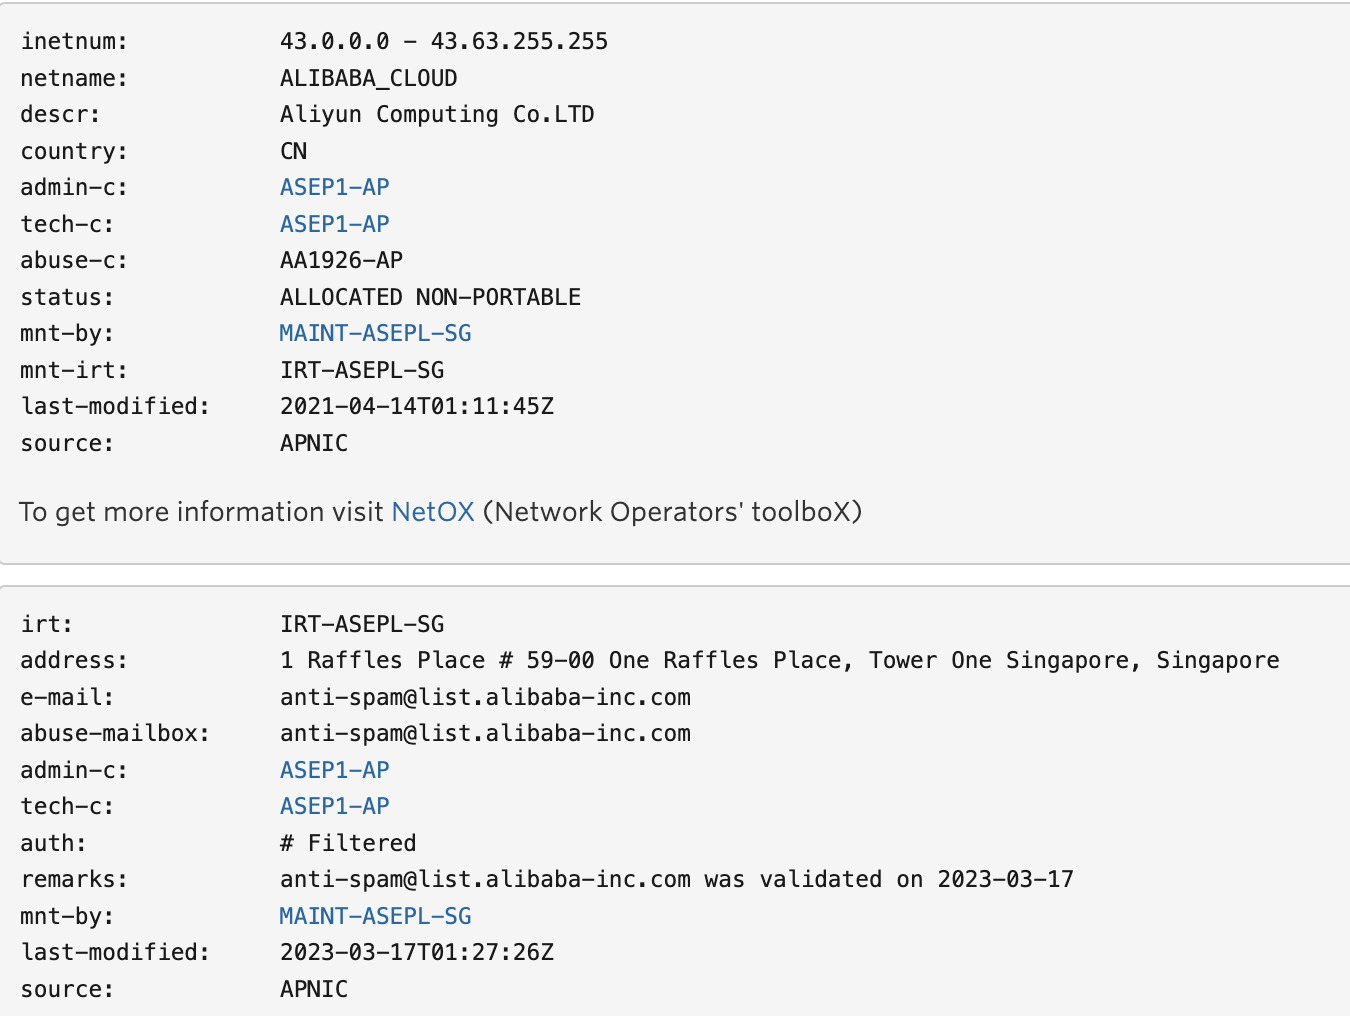 inetnum: 43.0.0.0 - 43.63.255.255
netname: ALIBABA_CLOUD
descr: Aliyun Computing Co.LTD
country: CN
admin-c: ASEP1-AP
tech-c: ASEP1-AP
abuse-c: AA1926-AP
status: ALLOCATED NON-PORTABLE
mnt-by: MAINT-ASEPL-SG
mnt-irt: IRT-ASEPL-SG
last-modified: 2021-04-14T01:11:45Z
source: APNIC
To get more information visit NetOX (Network Operators' toolboX)
irt: IRT-ASEPL-SG
address: 1 Raffles Place # 59-00 One Raffles Place, Tower One Singapore, Singapore
e-mail: anti-spam@list.alibaba-inc.com
abuse-mailbox: anti-spam@list.alibaba-inc.com
admin-c: ASEP1-AP
tech-c: ASEP1-AP
auth: # Filtered
remarks: anti-spam@list.alibaba-inc.com was validated on 2023-03-17
mnt-by: MAINT-ASEPL-SG
last-modified: 2023-03-17T01:27:26Z
source: APNIC